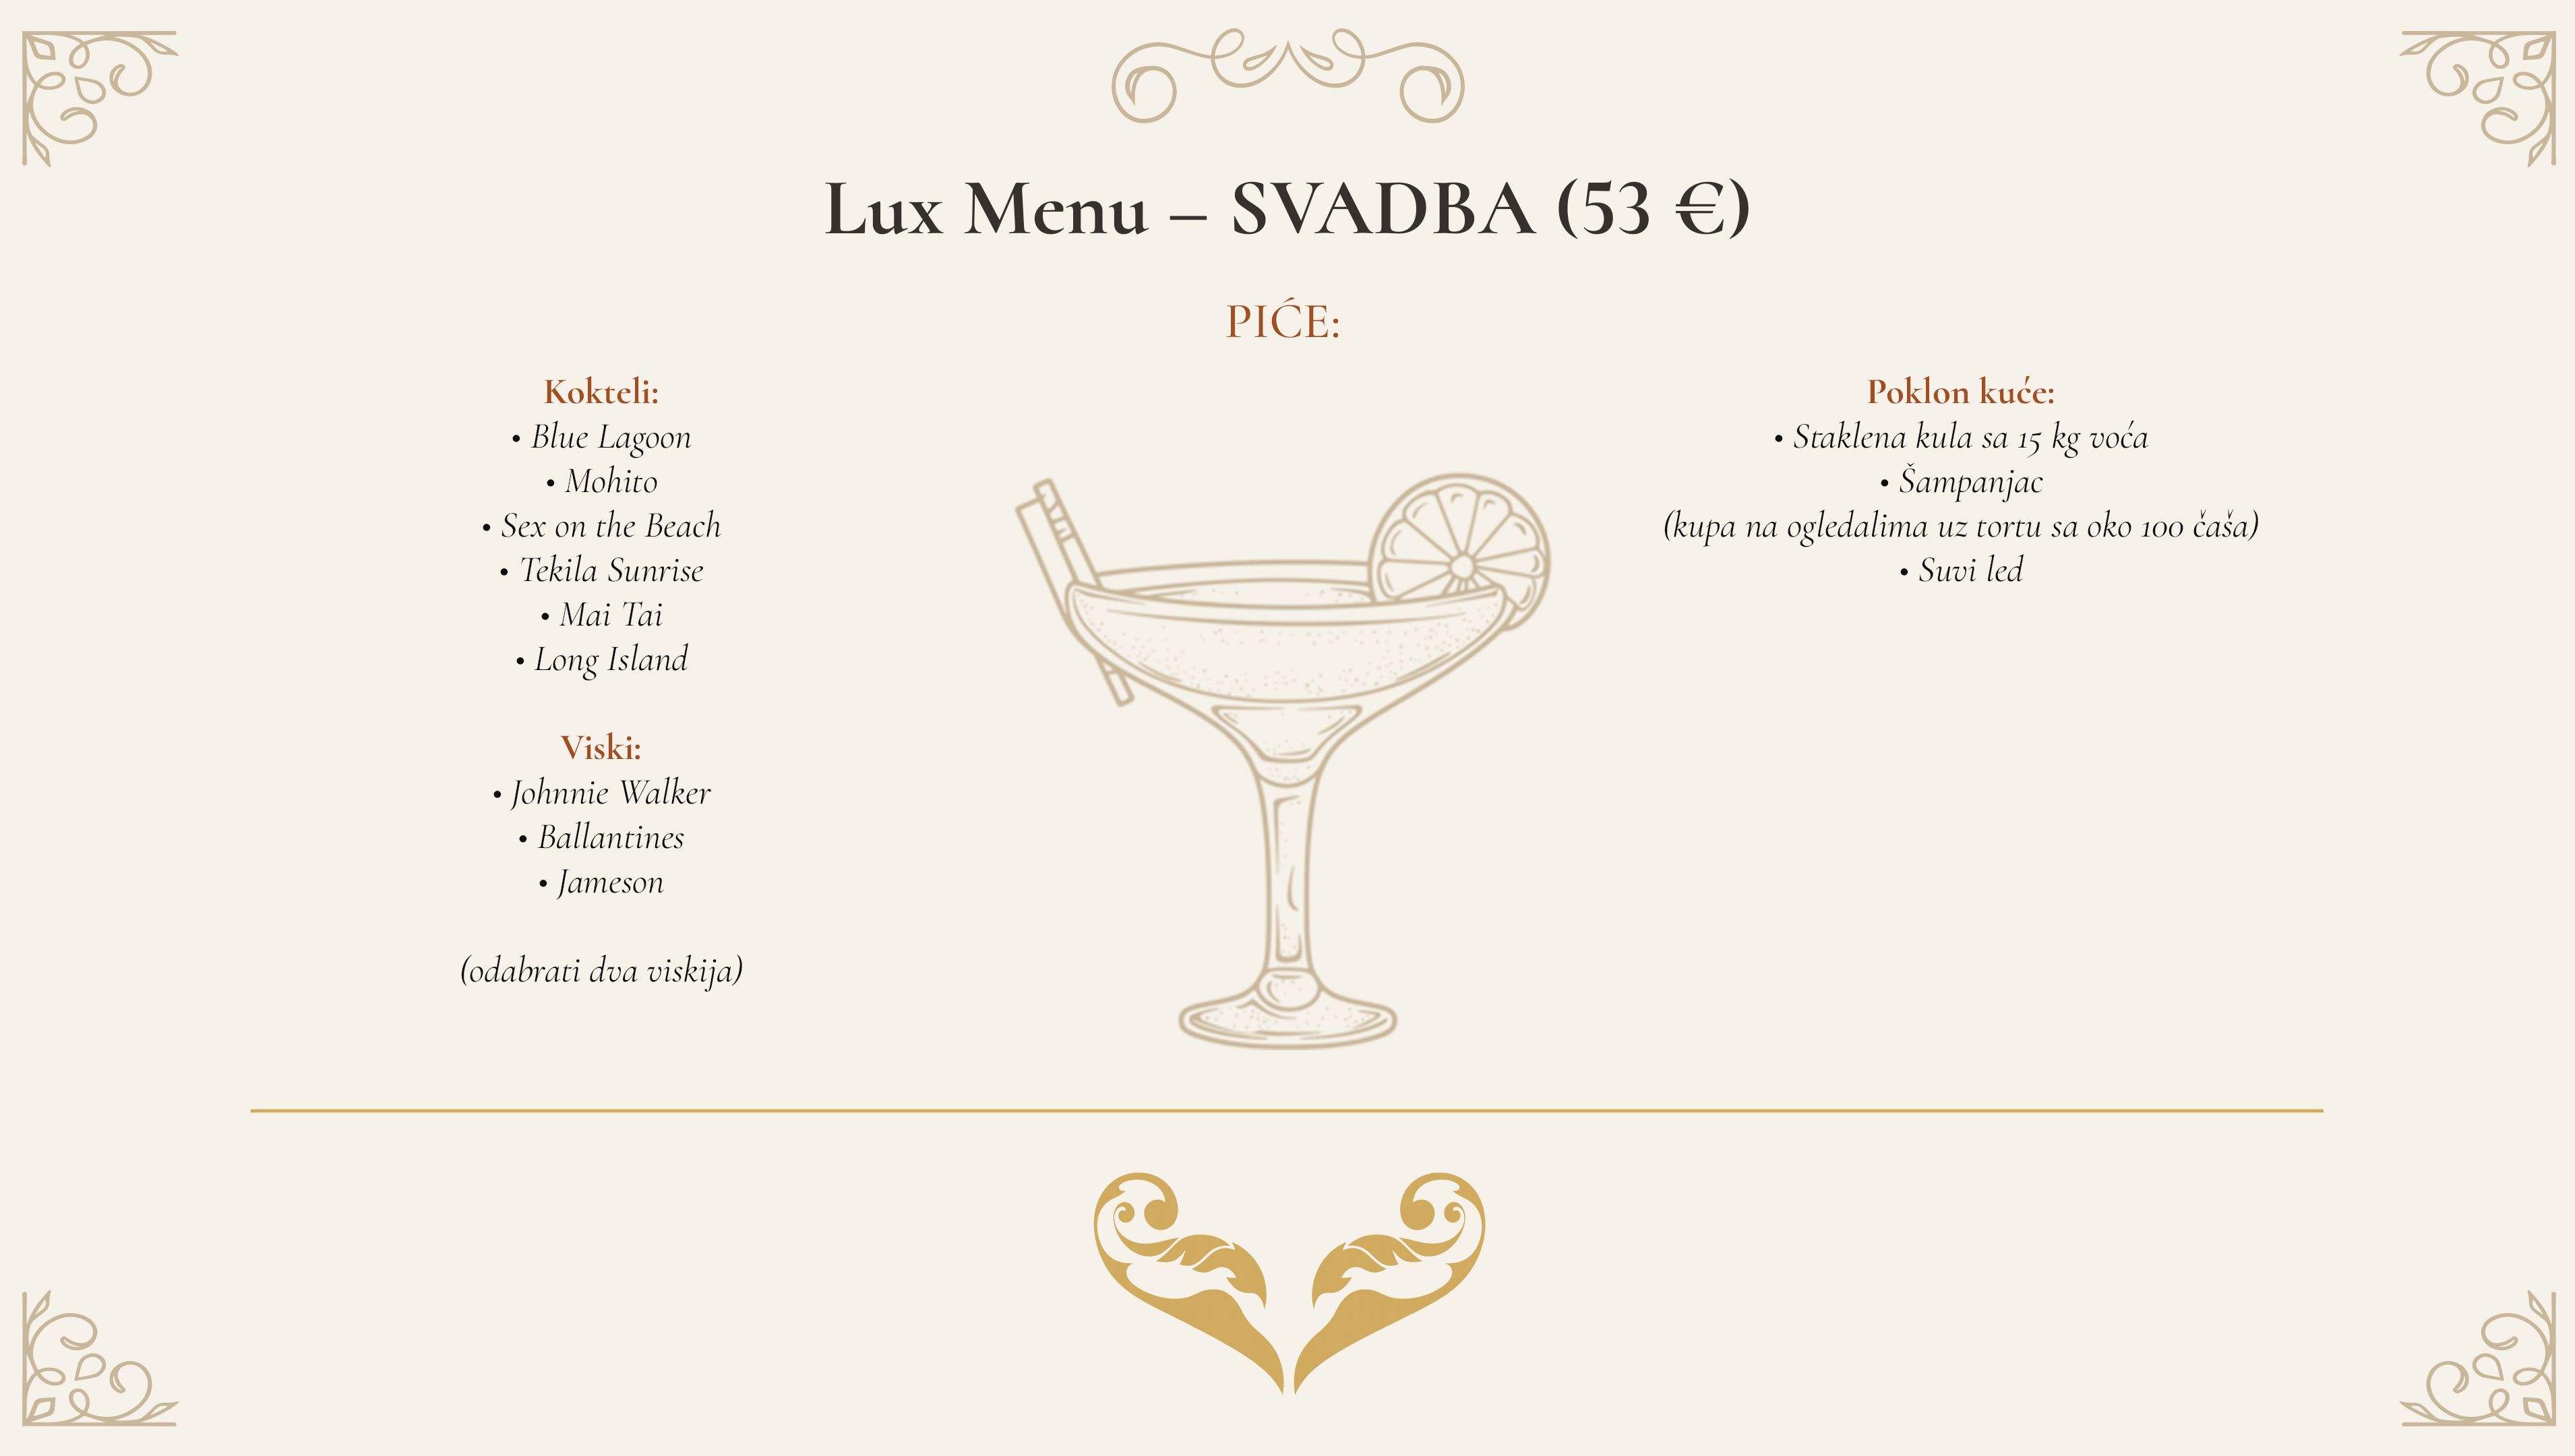 Lux Menu – SVADBA (53 €)
PIĆE:
Kokteli:
• Blue Lagoon
• Mohito
• Sex on the Beach
• Tekila Sunrise
• Mai Tai
• Long Island
Viski:
• Johnnie Walker
• Ballantines
• Jameson
(odabrati dva viskija)
Poklon kuće:
• Staklena kula sa 15 kg voća
• Šampanjac
(kupa na ogledalima uz tortu sa oko 100 čaša)
• Suvi led